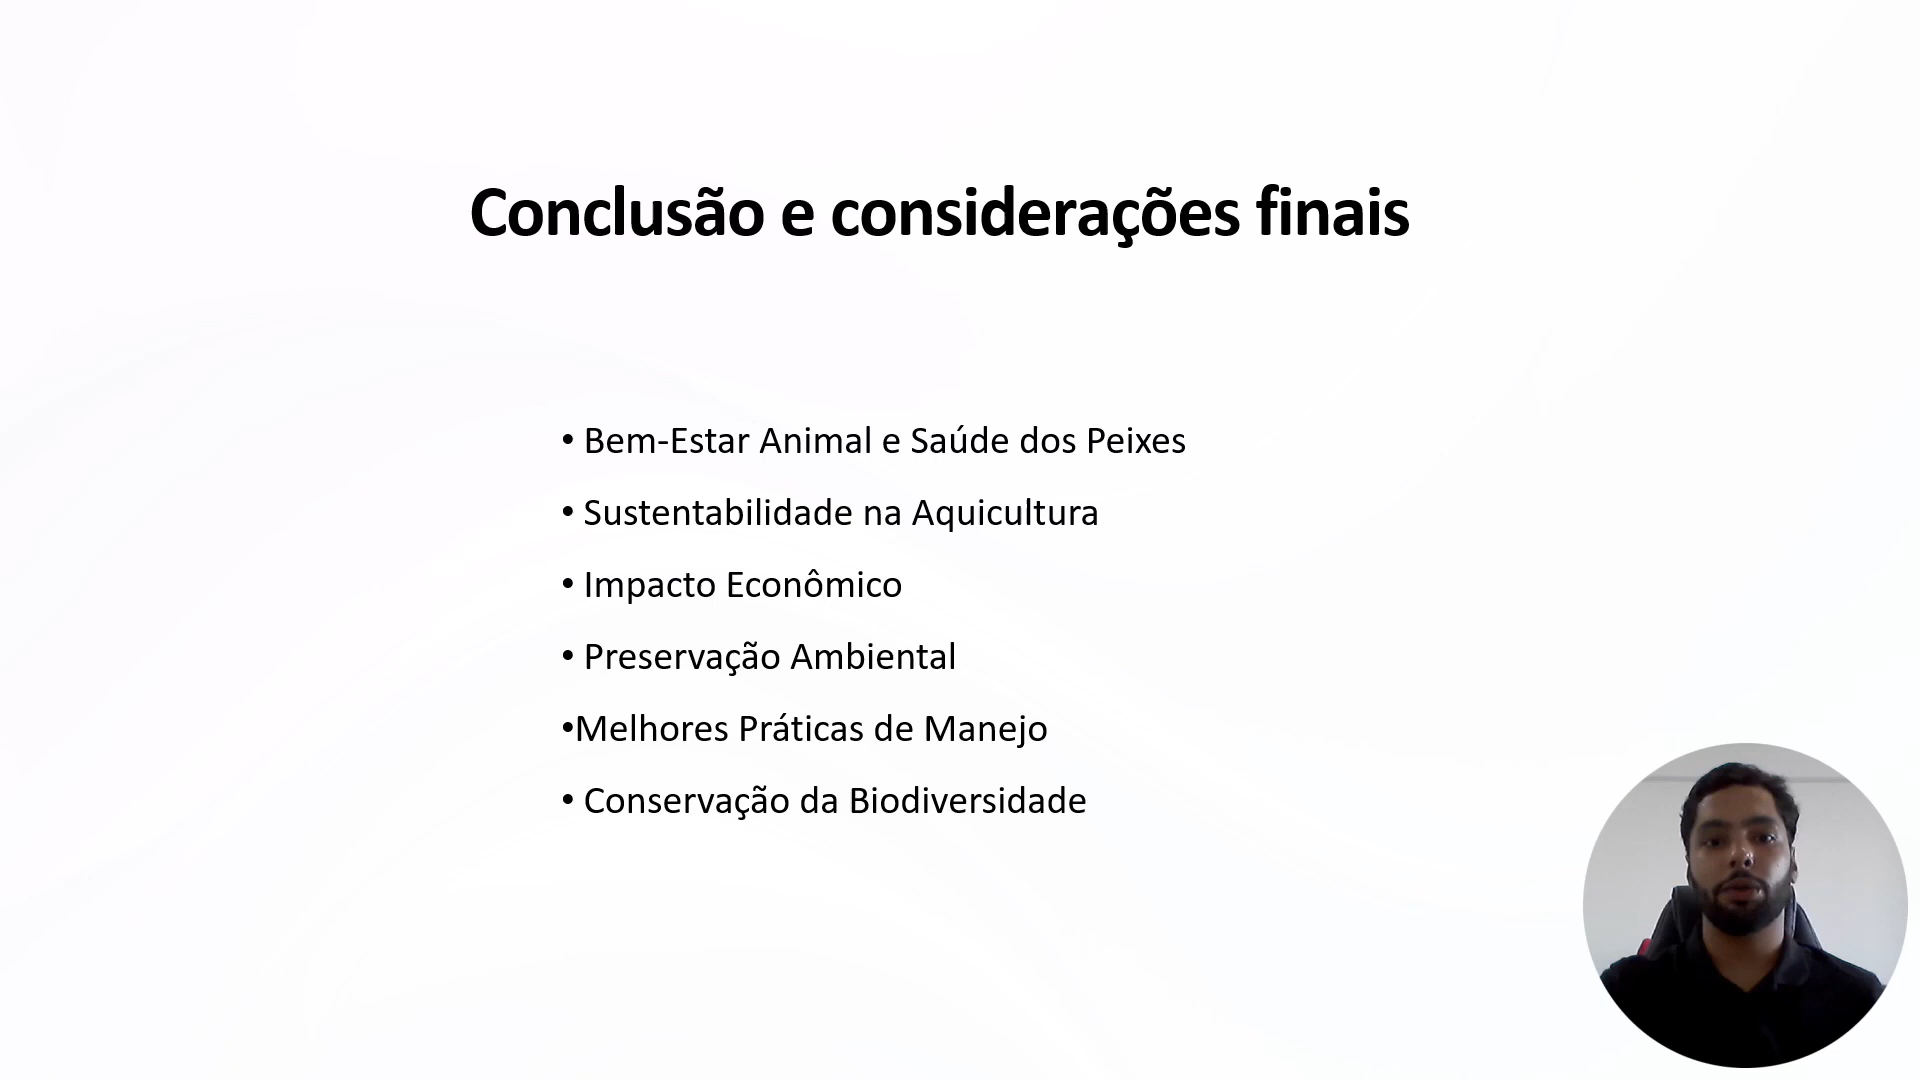 Conclusão e considerações finais
• Bem-Estar Animal e Saúde dos Peixes
• Sustentabilidade na Aquicultura
• Impacto Econômico
• Preservação Ambiental
•Melhores Práticas de Manejo
• Conservação da Biodiversidade